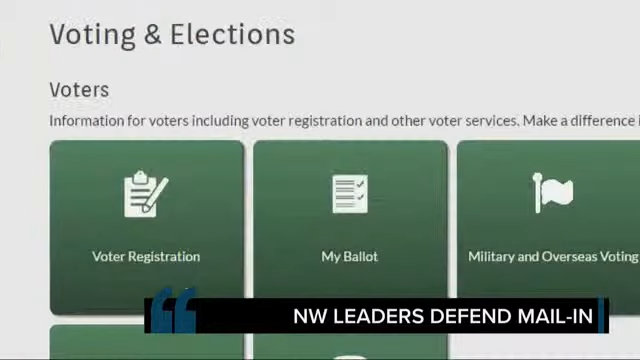 Voting & Elections
Voters
Information for voters including voter registration and other voter services. Make a difference
Voter Registration
My Ballot
Military and Overseas Voting
NW LEADERS DEFEND MAIL-IN